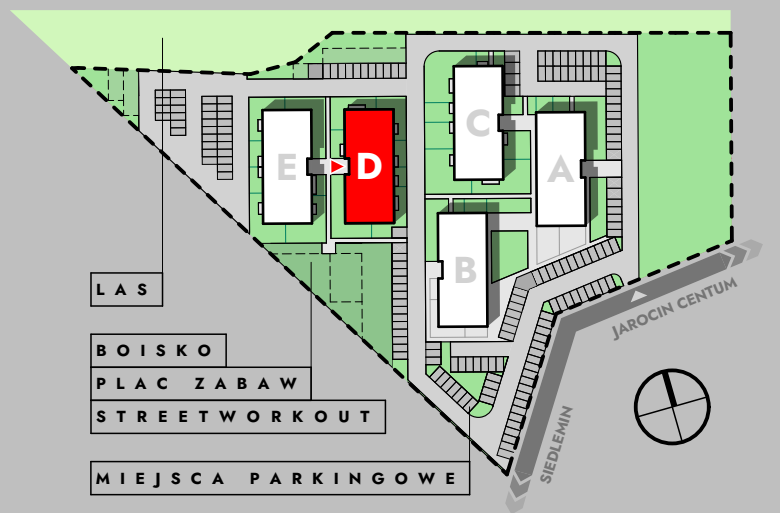 C
A
E
D
B
LAS
JAROCIN CENTUM
BOISKO
PLAC ZABAW
STREETWORKOUT
SIEDLEMIN
MIEJSCA PARKINGOWE